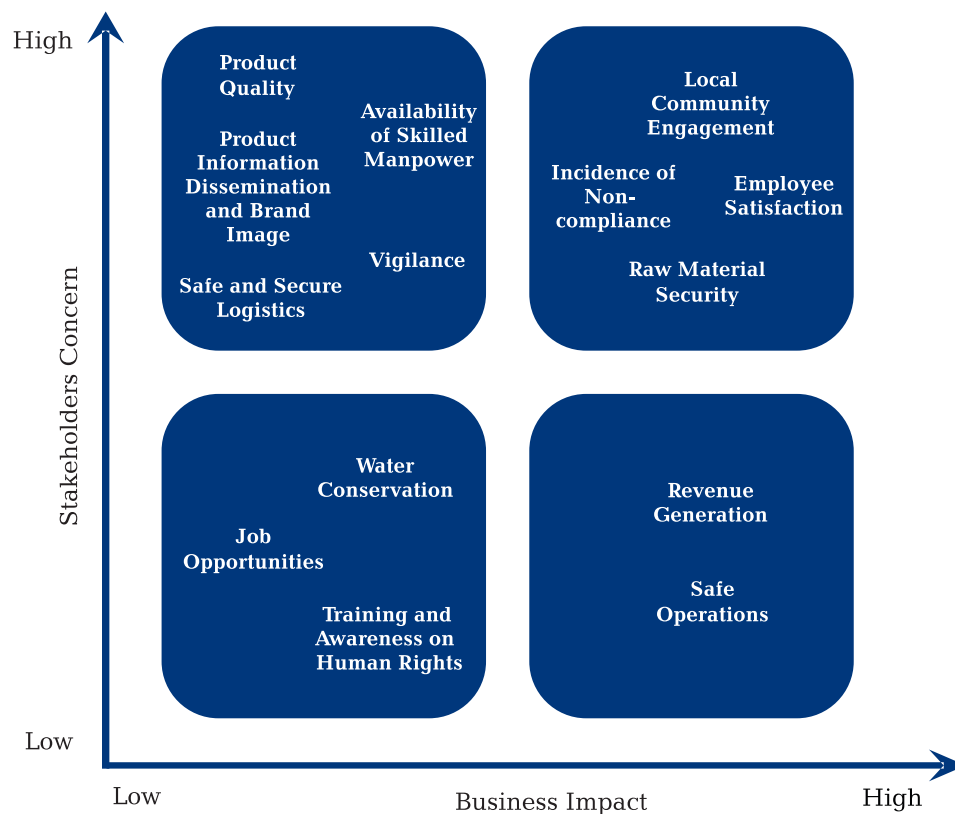 High
Product
Quality
Availability
of Skilled
Manpower
Product
Information
Dissemination
and Brand
Image
Vigilance
Safe and Secure
Logistics
Local
Community
Engagement
Incidence of
Non-
compliance
Employee
Satisfaction
Raw Material
Security
Stakeholders Concern
Water
Conservation
Job
Opportunities
Training and
Awareness on
Human Rights
Revenue
Generation
Safe
Operations
Low
Low
Business Impact
High